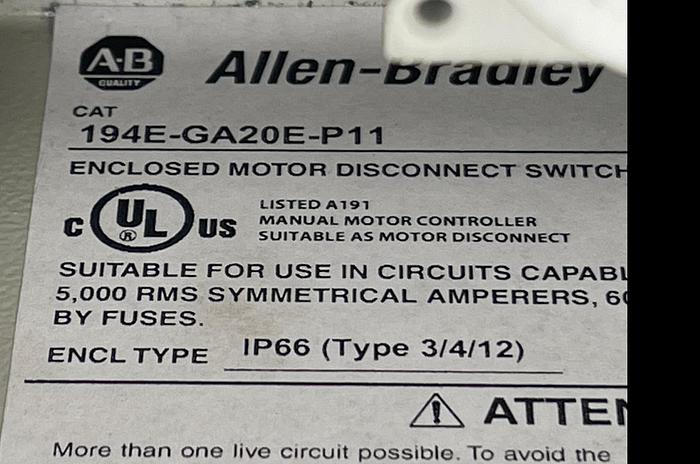 A-B
QUALITY
Allen-Bradley
CAT
194E-GA20E-P11
ENCLOSED MOTOR DISCONNECT SWITCH
C UL ® US
LISTED A191
MANUAL MOTOR CONTROLLER
SUITABLE AS MOTOR DISCONNECT
SUITABLE FOR USE IN CIRCUITS CAPABL
5,000 RMS SYMMETRICAL AMPERERS, 60
BY FUSES.
ENCL TYPE IP66 (Type 3/4/12)
ATTEN
More than one live circuit possible. To avoid the